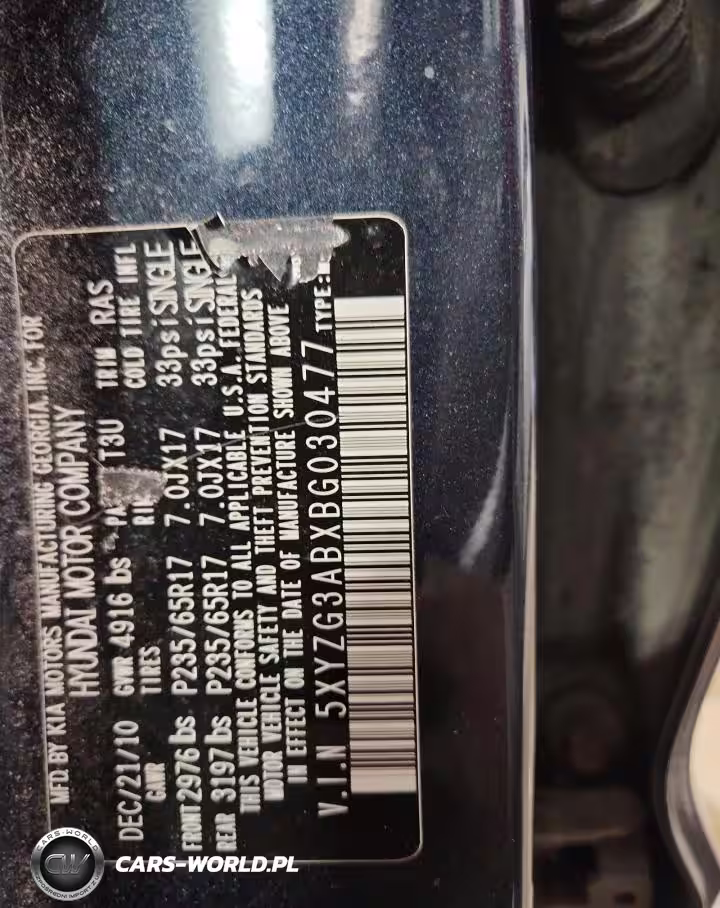 MFD. BY KIA MOTORS MANUFACTURING GEORGIA, INC. FOR
HYUNDAI MOTOR COMPANY
DEC/21/10 GVWR 4916 lbs T3U TRIM RAS
GAWR TIRES COLD TIRE INFL
FRONT 2976 lbs P235/65R17 7.0JX17 33psi SINGLE
REAR 3197 lbs P235/65R17 7.0JX17 33psi SINGLE
THIS VEHICLE CONFORMS TO ALL APPLICABLE U.S.A. FEDERAL
MOTOR VEHICLE SAFETY AND THEFT PREVENTION STANDARDS
IN EFFECT ON THE DATE OF MANUFACTURE SHOWN ABOVE
V.I.N 5XYZG3ABXBG030477 TYPE:
CARS-WORLD
CW
CARS-WORLD.PL